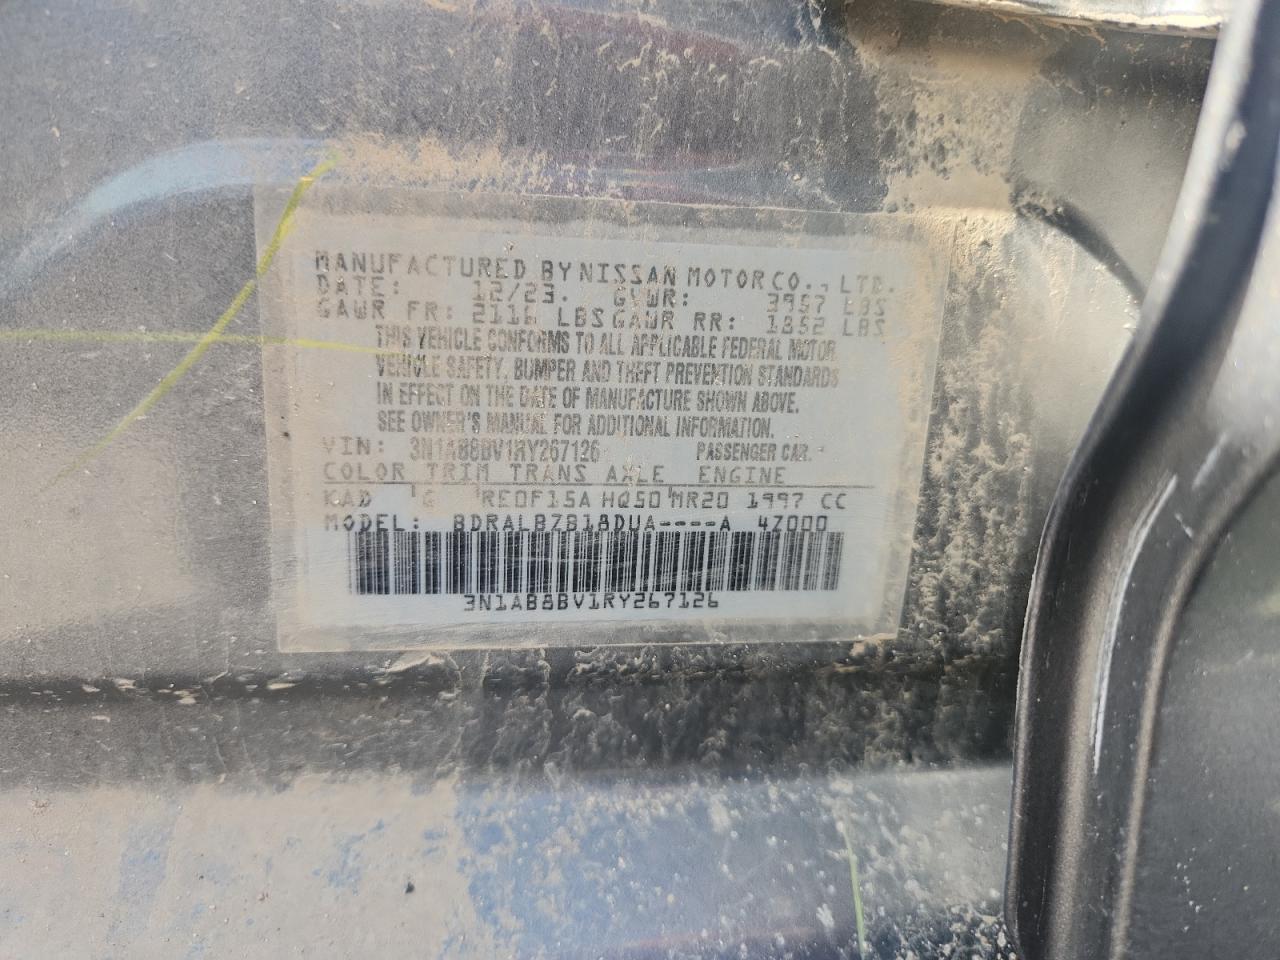 MANUFACTURED BY NISSAN MOTOR CO., LTD.
DATE: 12/23. GVWR: 3957 LBS
GAWR FR: 2116 LBS GAWR RR: 1852 LBS
THIS VEHICLE CONFORMS TO ALL APPLICABLE FEDERAL MOTOR
VEHICLE SAFETY, BUMPER AND THEFT PREVENTION STANDARDS
IN EFFECT ON THE DATE OF MANUFACTURE SHOWN ABOVE.
SEE OWNER'S MANUAL FOR ADDITIONAL INFORMATION.
VIN: 3N1AB8BV1RY267126 PASSENGER CAR.
COLOR TRIM TRANS AXLE ENGINE
KAD G RE0F15A HQ50 MR20 1997 CC
MODEL: BDRALBZB18DUA----A 4Z000
3N1AB8BV1RY267126